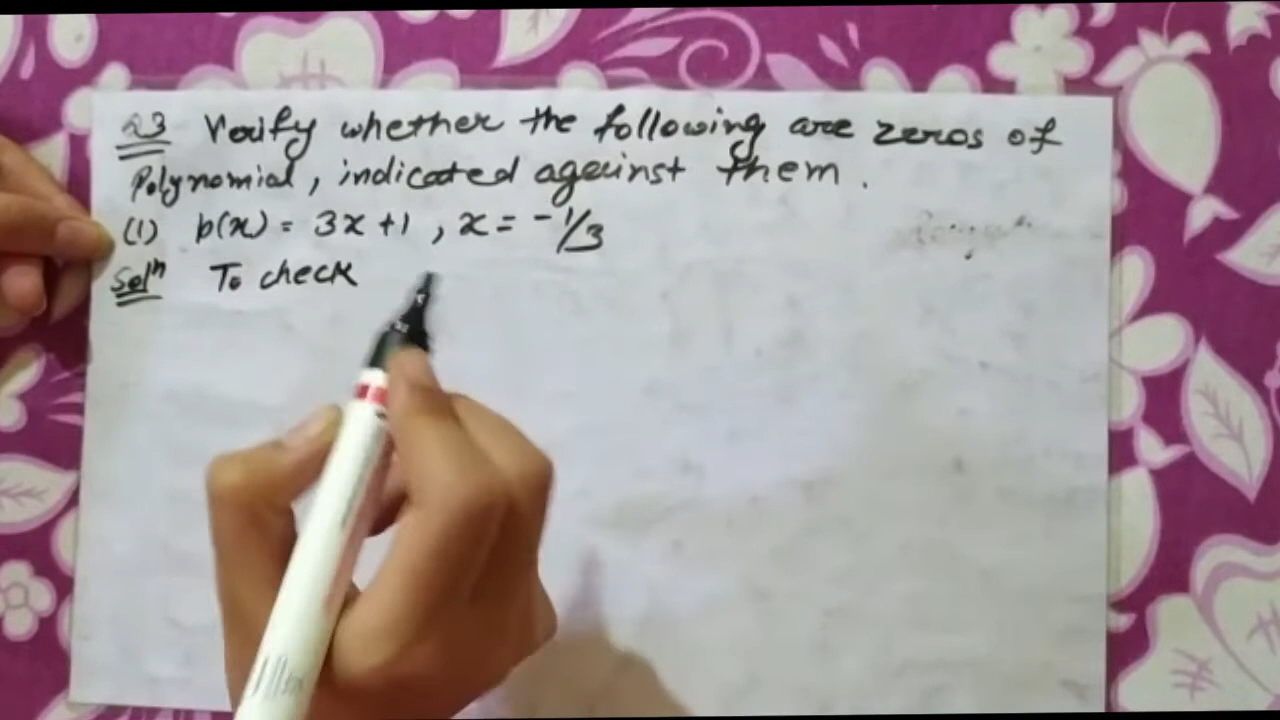 Q3 Verify whether the following are zeros of
Polynomial, indicated against them.
(1) p(x) = 3x+1, x = -1/3
Solⁿ To check